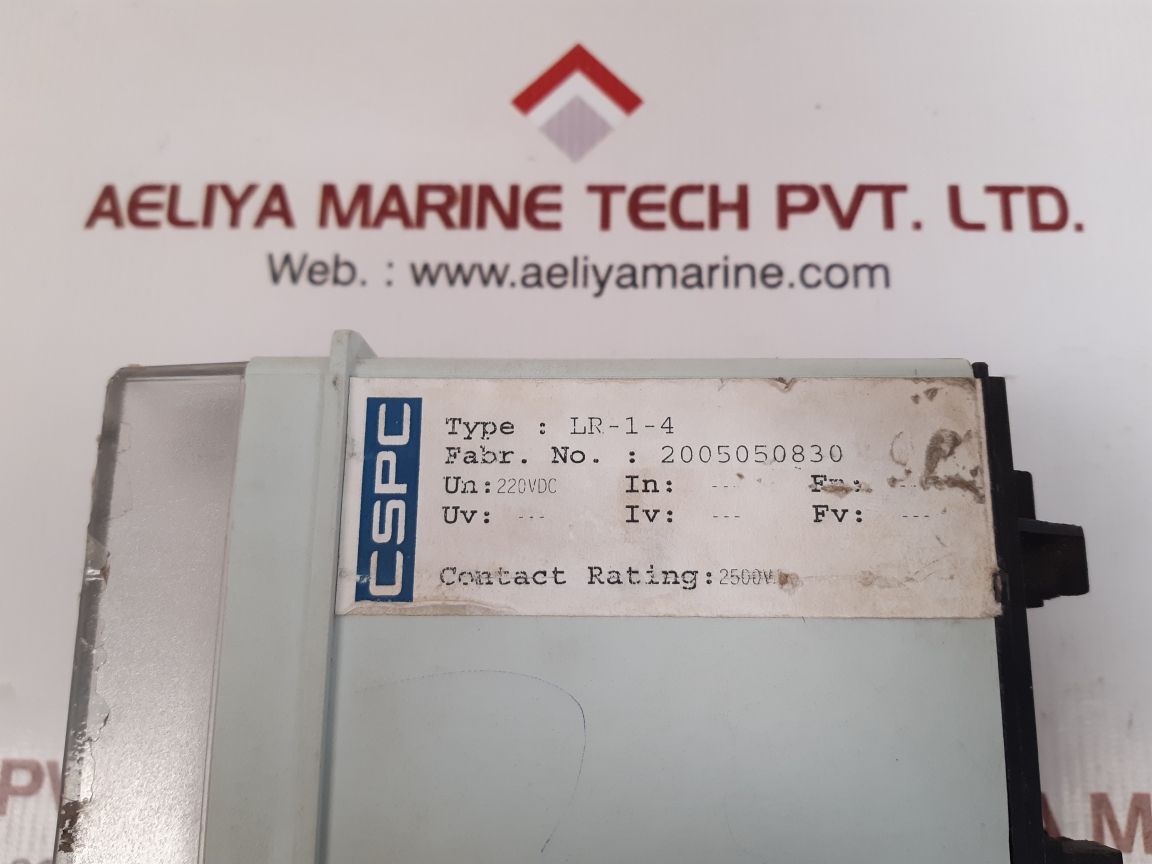 AELIYA MARINE TECH PVT. LTD.
Web. : www.aeliyamarine.com
CSPC
Type : LR-1-4
Fabr. No. : 2005050830
Un:220VDC In: --- Fn: ---
Uv: --- Iv: --- Fv: ---
Contact Rating:
M